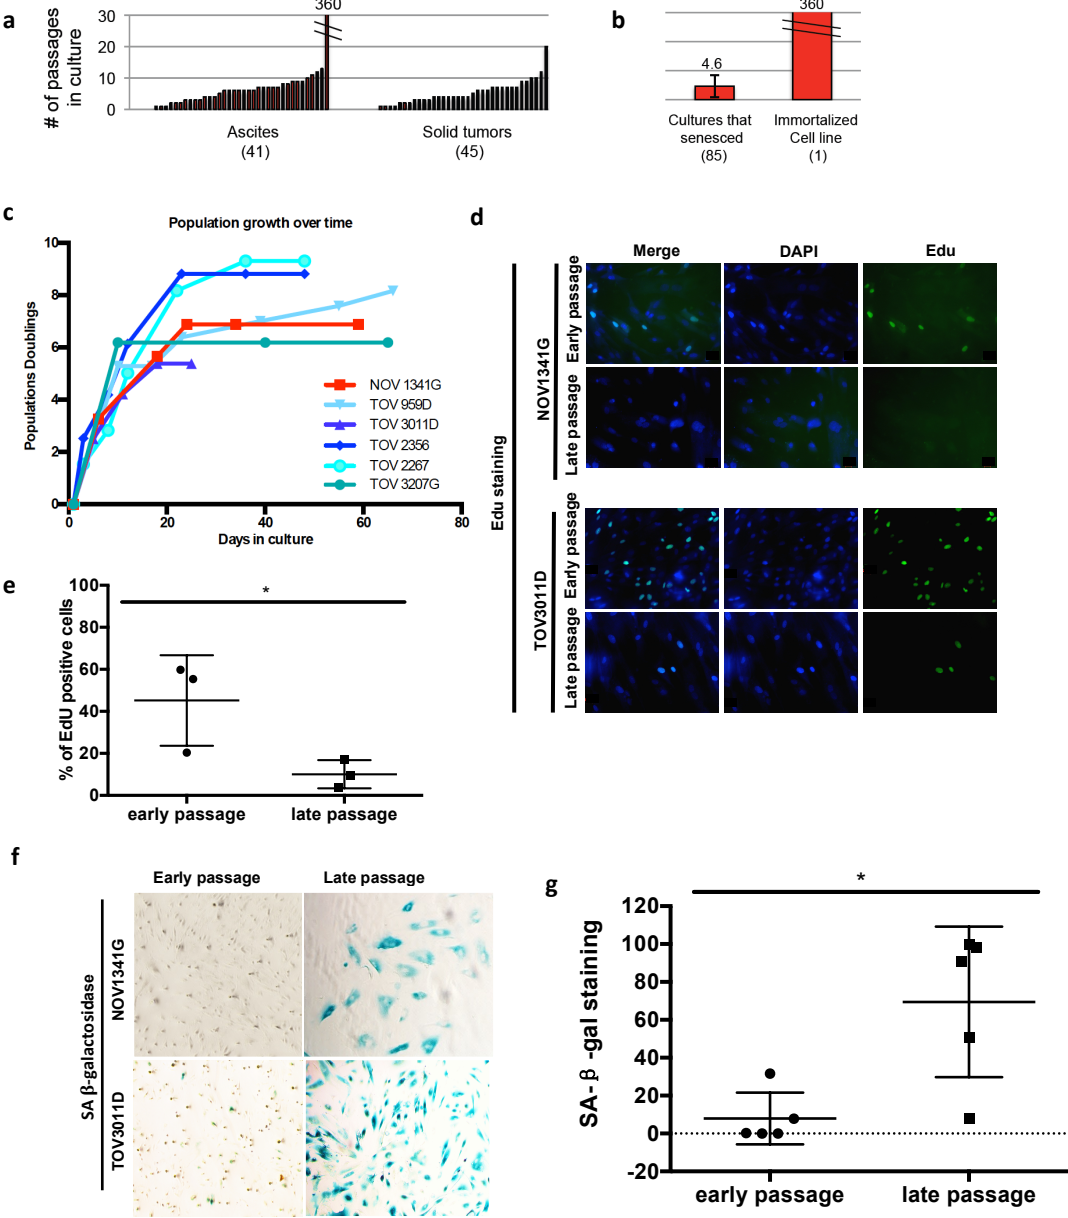 a
# of passages
in culture
360
30
20
10
0
Ascites
(41)
Solid tumors
(45)
b
360
4.6
Cultures that
senesced
(85)
Immortalized
Cell line
(1)
c
Population growth over time
Populations Doublings
10
8
6
4
2
0
0
20
40
60
80
Days in culture
NOV 1341G
TOV 959D
TOV 3011D
TOV 2356
TOV 2267
TOV 3207G
d
Merge
DAPI
Edu
Edu staining
NOV1341G
Early passage
Late passage
TOV3011D
Early passage
Late passage
e
*
% of EdU positive cells
100
80
60
40
20
0
early passage
late passage
f
Early passage
Late passage
SA β-galactosidase
NOV1341G
TOV3011D
g
*
SA- β -gal staining
120
100
80
60
40
20
0
-20
early passage
late passage